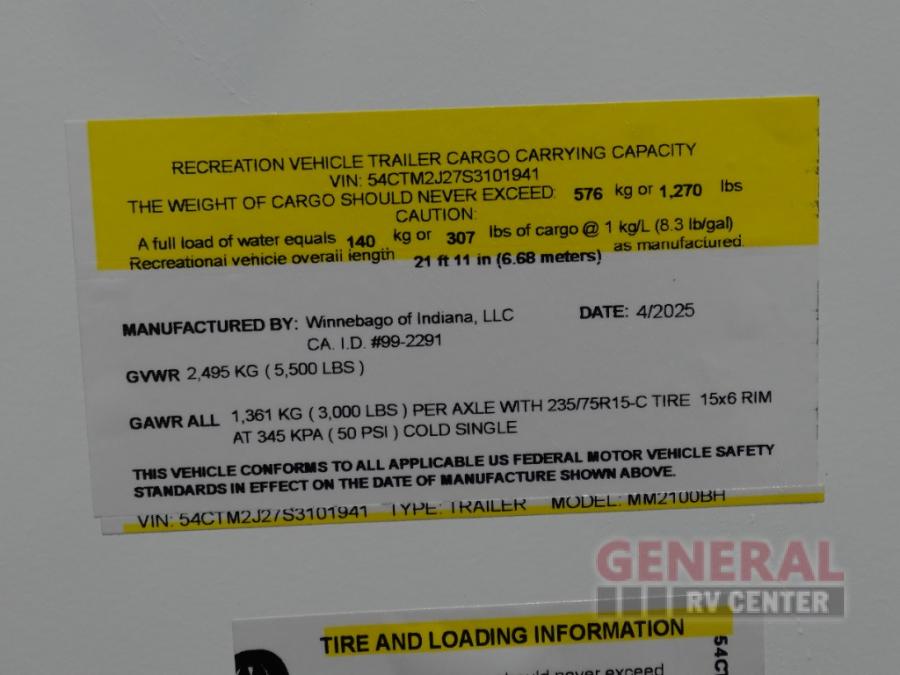 RECREATION VEHICLE TRAILER CARGO CARRYING CAPACITY
VIN: 54CTM2J27S3101941
THE WEIGHT OF CARGO SHOULD NEVER EXCEED: 576 kg or 1,270 lbs
CAUTION:
A full load of water equals 140 kg or 307 lbs of cargo @ 1 kg/L (8.3 lb/gal)
Recreational vehicle overall length 21 ft 11 in (6.68 meters) as manufactured.
MANUFACTURED BY: Winnebago of Indiana, LLC DATE: 4/2025
CA. I.D. #99-2291
GVWR 2,495 KG ( 5,500 LBS )
GAWR ALL 1,361 KG ( 3,000 LBS ) PER AXLE WITH 235/75R15-C TIRE 15x6 RIM
AT 345 KPA ( 50 PSI ) COLD SINGLE
THIS VEHICLE CONFORMS TO ALL APPLICABLE US FEDERAL MOTOR VEHICLE SAFETY
STANDARDS IN EFFECT ON THE DATE OF MANUFACTURE SHOWN ABOVE.
VIN: 54CTM2J27S3101941 TYPE: TRAILER MODEL: MM2100BH
GENERAL
RV CENTER
TIRE AND LOADING INFORMATION
54CT
should never exceed